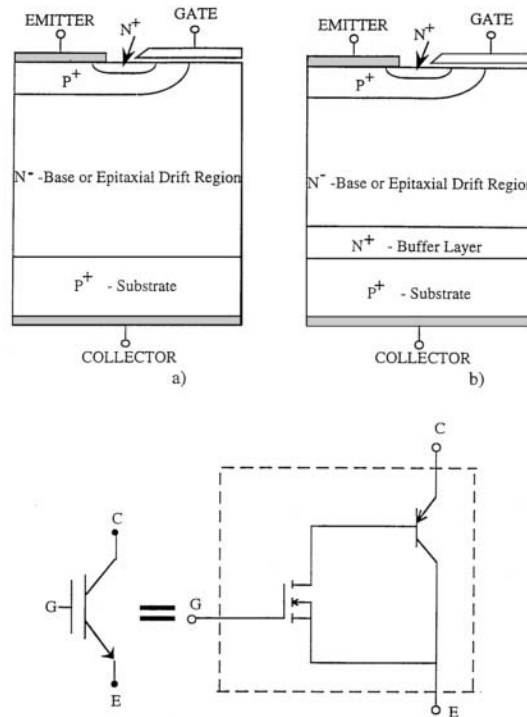 EMITTER
N+
GATE
P+
N- -Base or Epitaxial Drift Region
P+ - Substrate
COLLECTOR
a)
EMITTER
N+
GATE
P+
N- -Base or Epitaxial Drift Region
N+ - Buffer Layer
P+ - Substrate
COLLECTOR
b)
C
G
E
G
C
E